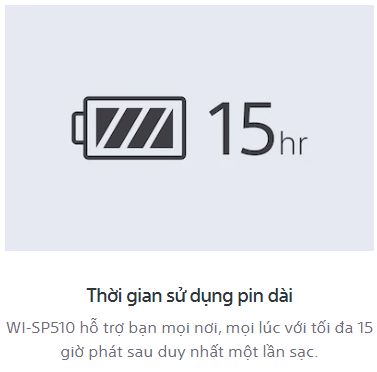 15hr
Thời gian sử dụng pin dài
WI-SP510 hỗ trợ bạn mọi nơi, mọi lúc với tối đa 15
giờ phát sau duy nhất một lần sạc.